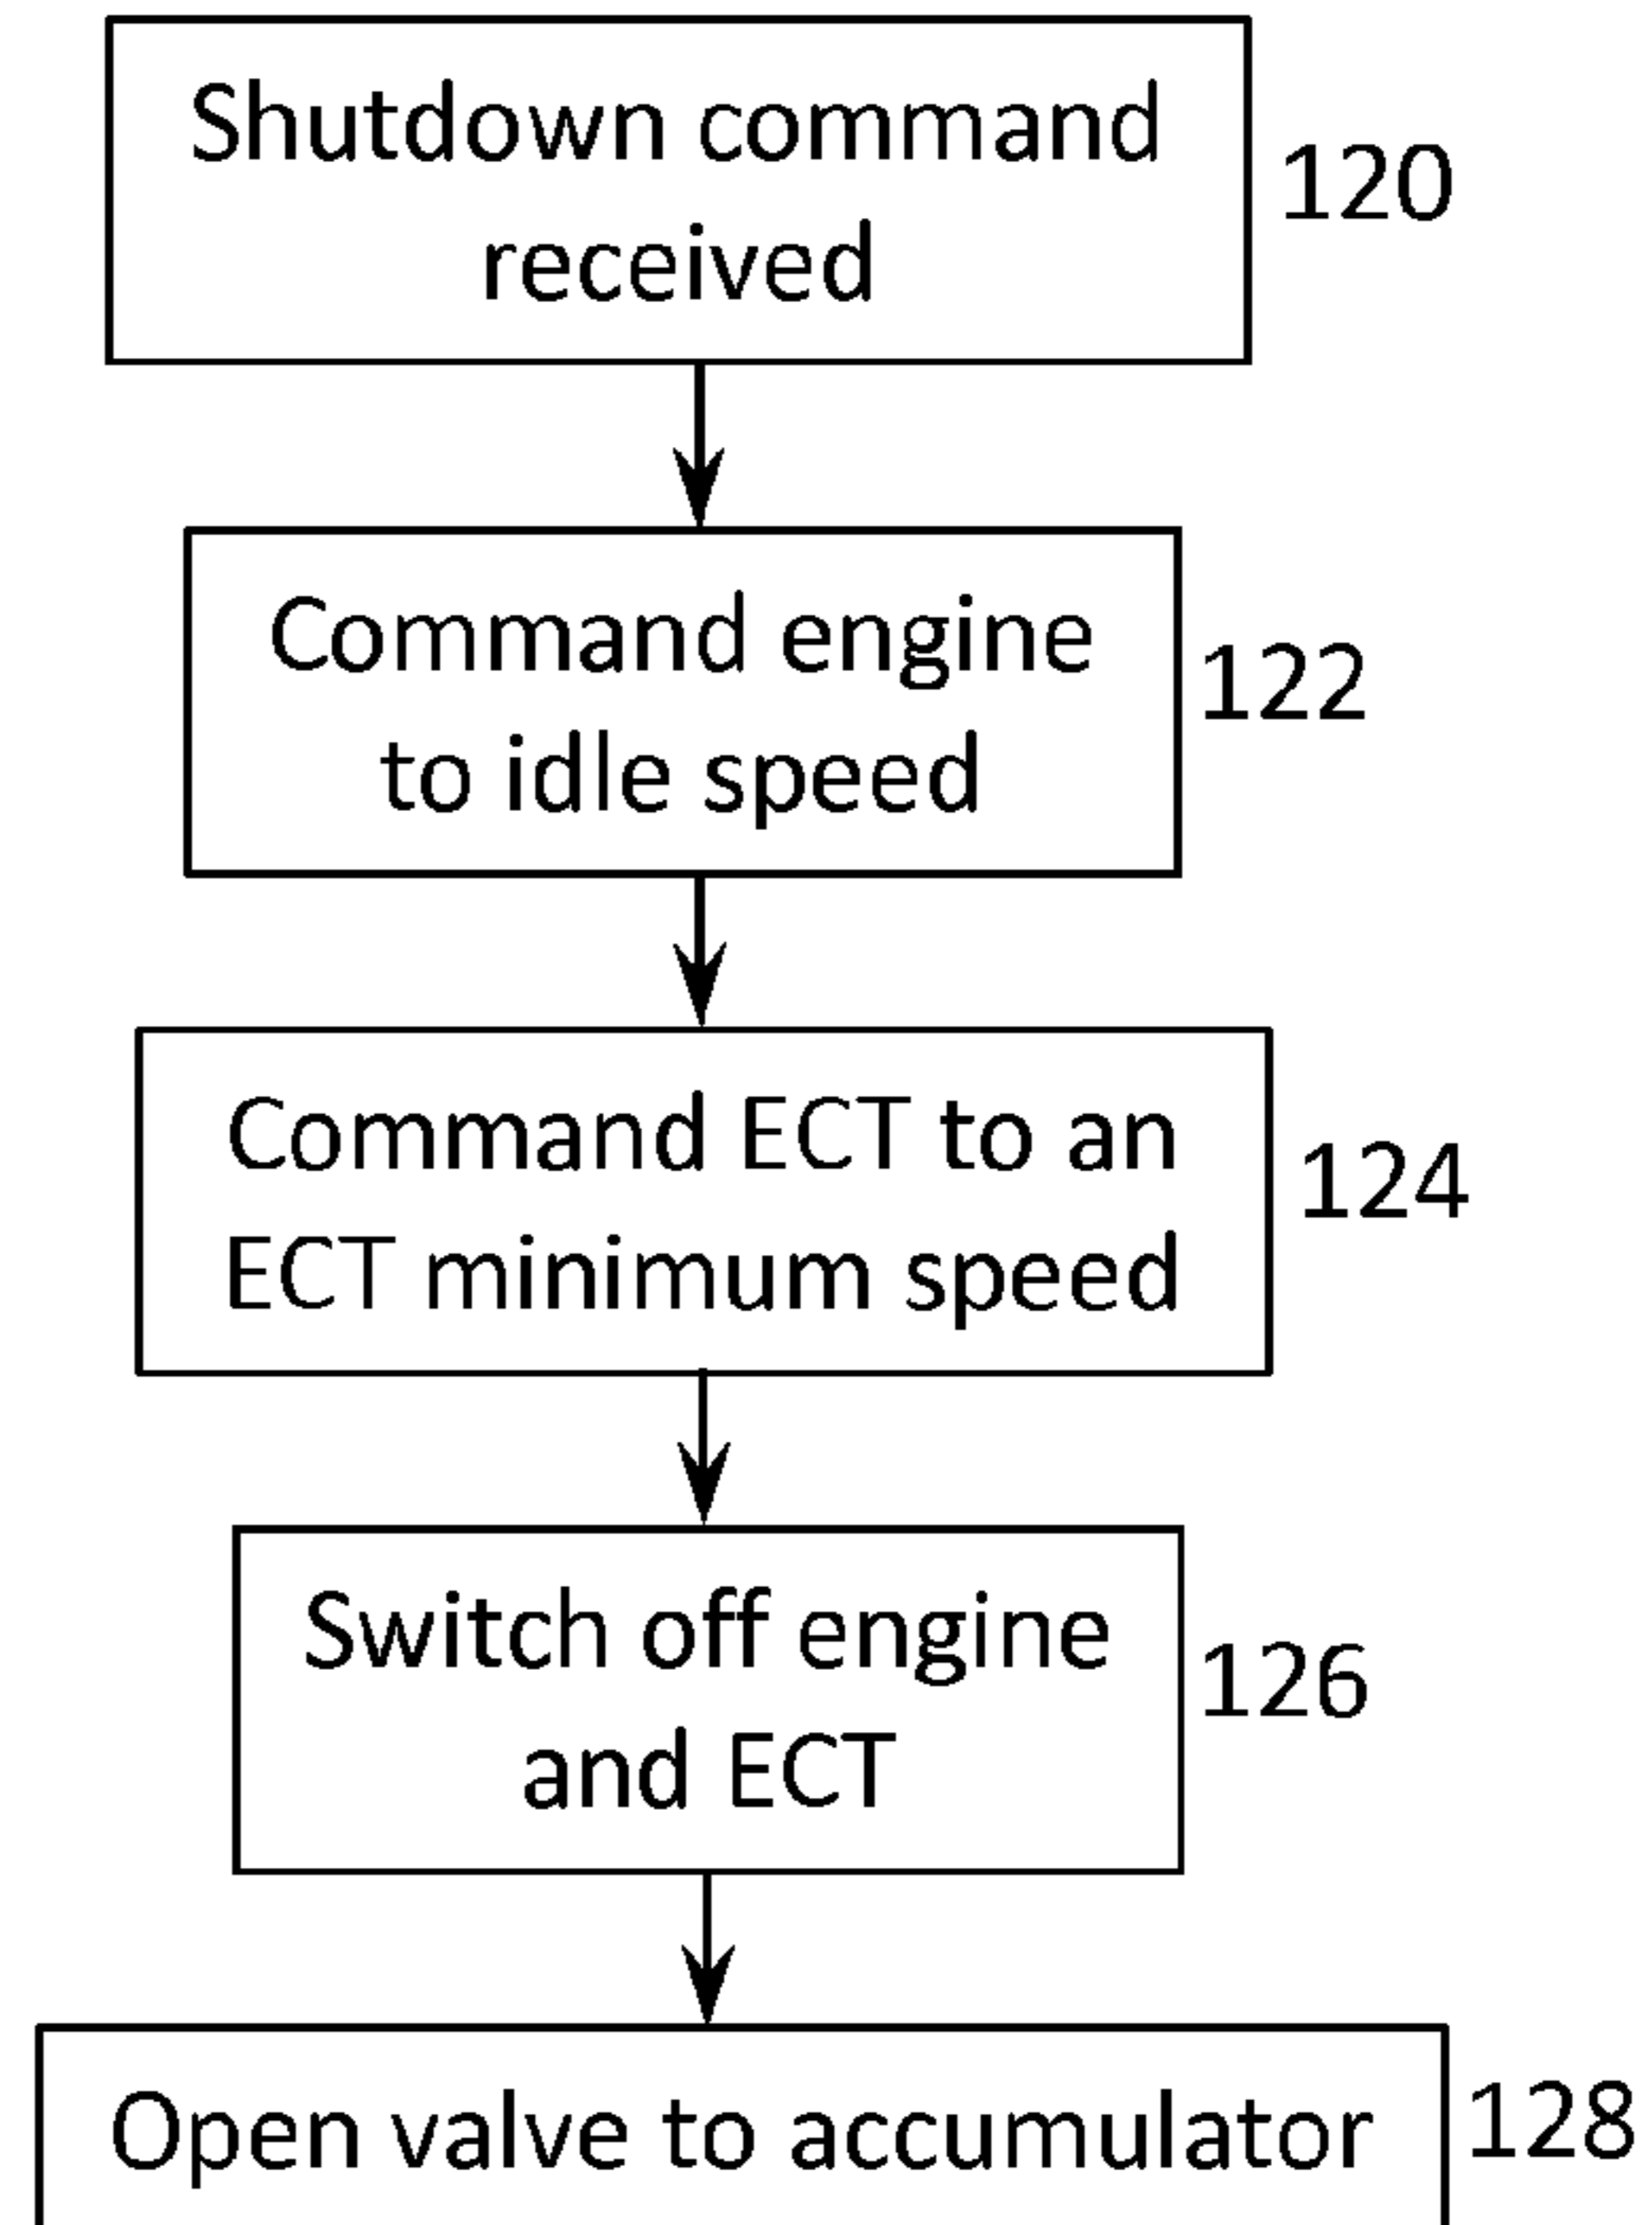 Shutdown command
received
120
Command engine
to idle speed
122
Command ECT to an
ECT minimum speed
124
Switch off engine
and ECT
126
Open valve to accumulator
128